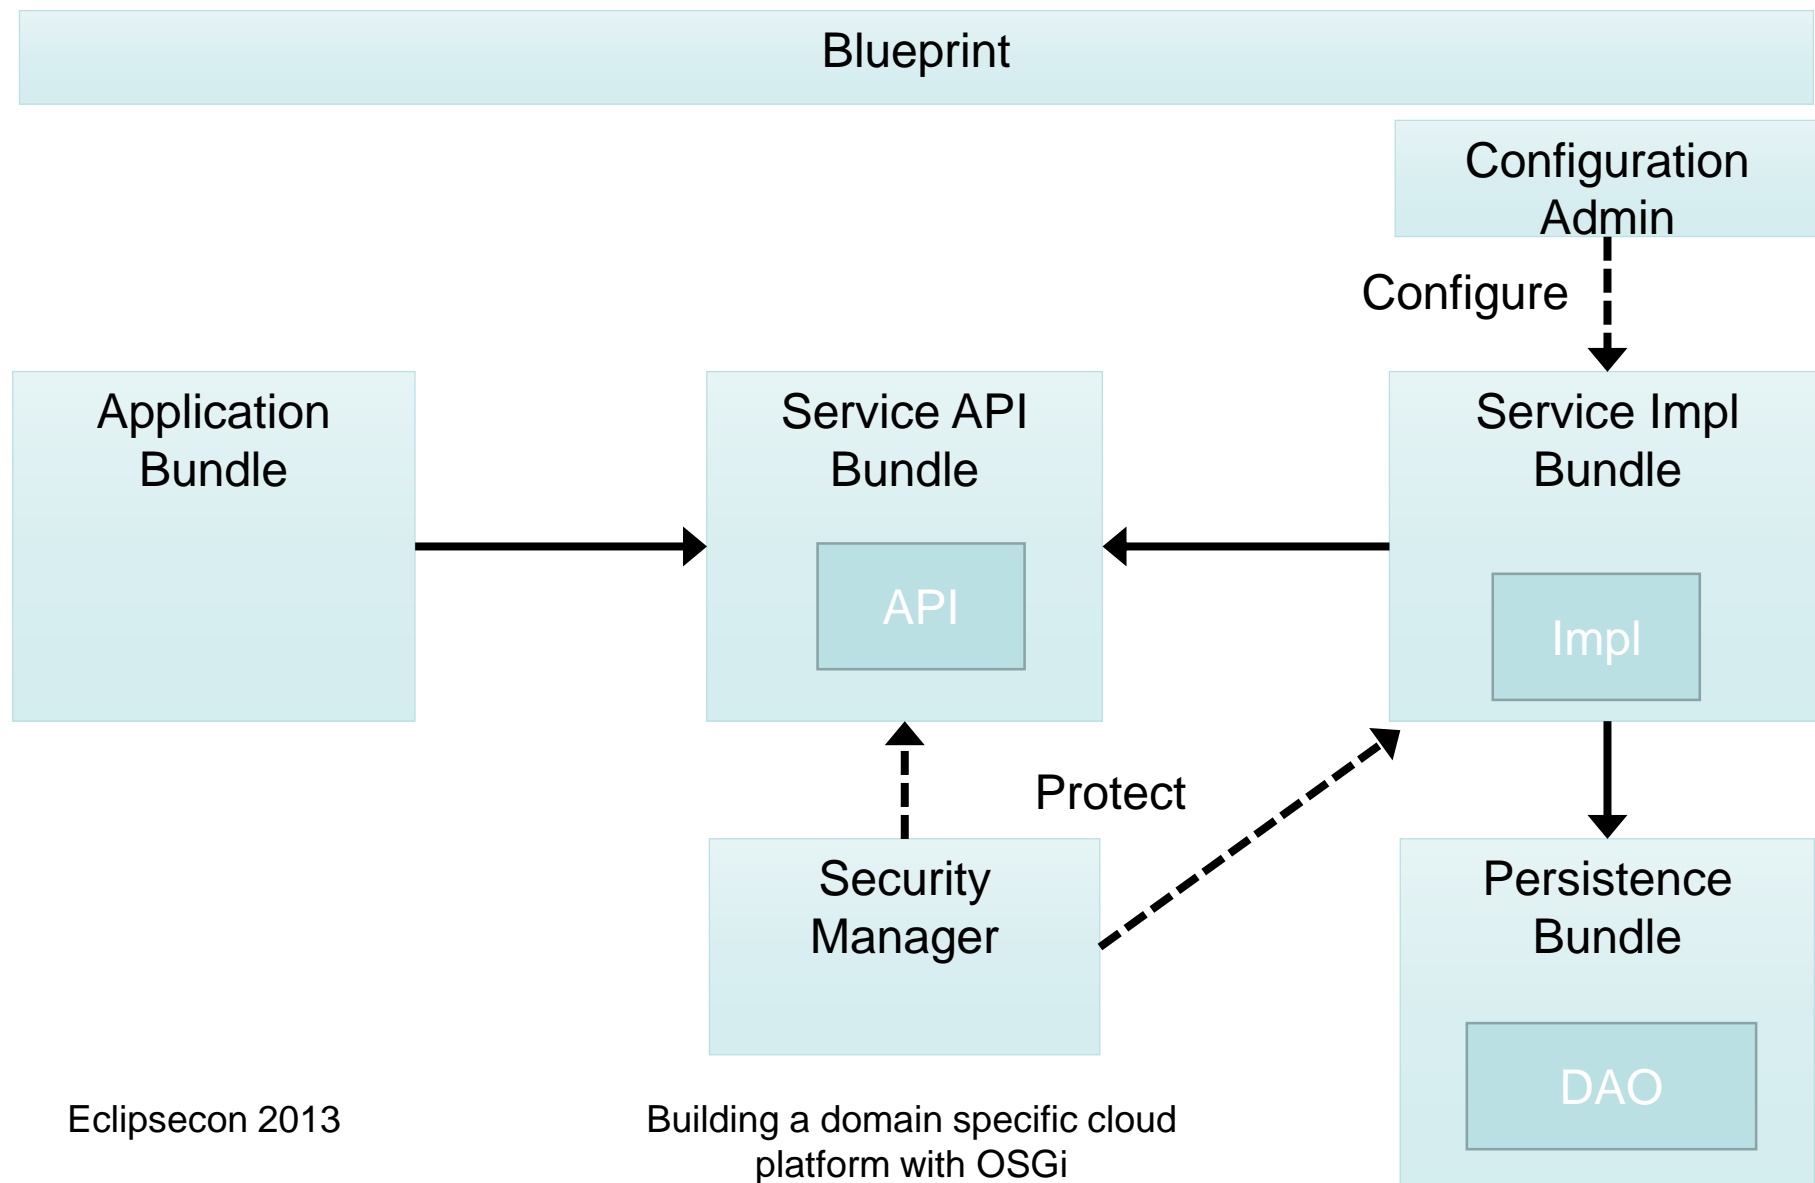 Blueprint
Configuration
Admin
Configure
Application
Bundle
Service API
Bundle
API
Service Impl
Bundle
Impl
Protect
Security
Manager
Persistence
Bundle
DAO
Eclipsecon 2013
Building a domain specific cloud
platform with OSGi